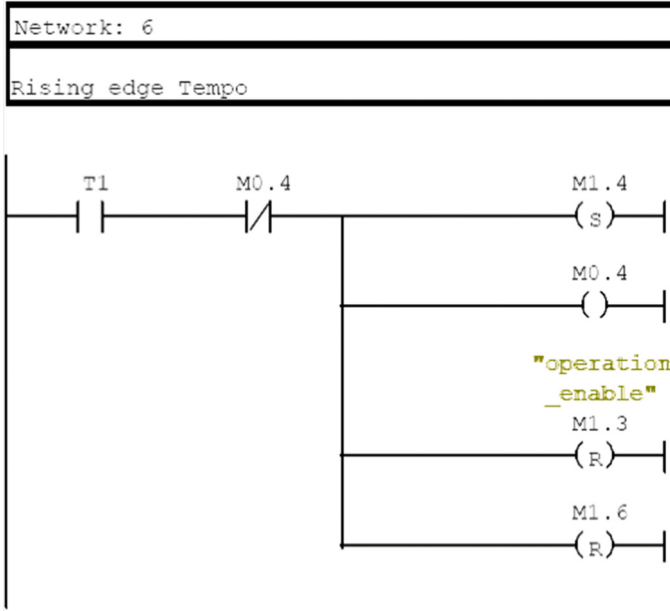 Network: 6
Rising edge Tempo
T1 M0.4 M1.4
S
M0.4
"operation
_enable"
M1.3
R
M1.6
R